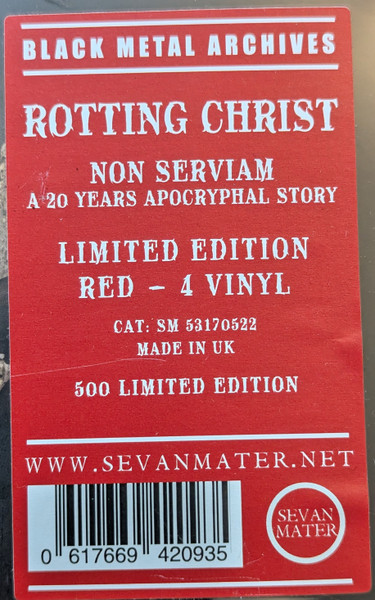 BLACK METAL ARCHIVES
ROTTING CHRIST
NON SERVIAM
A 20 YEARS APOCRYPHAL STORY
LIMITED EDITION
RED – 4 VINYL
CAT: SM 53170522
MADE IN UK
500 LIMITED EDITION
WWW.SEVANMATER.NET
0 617669 420935
SEVAN
MATER